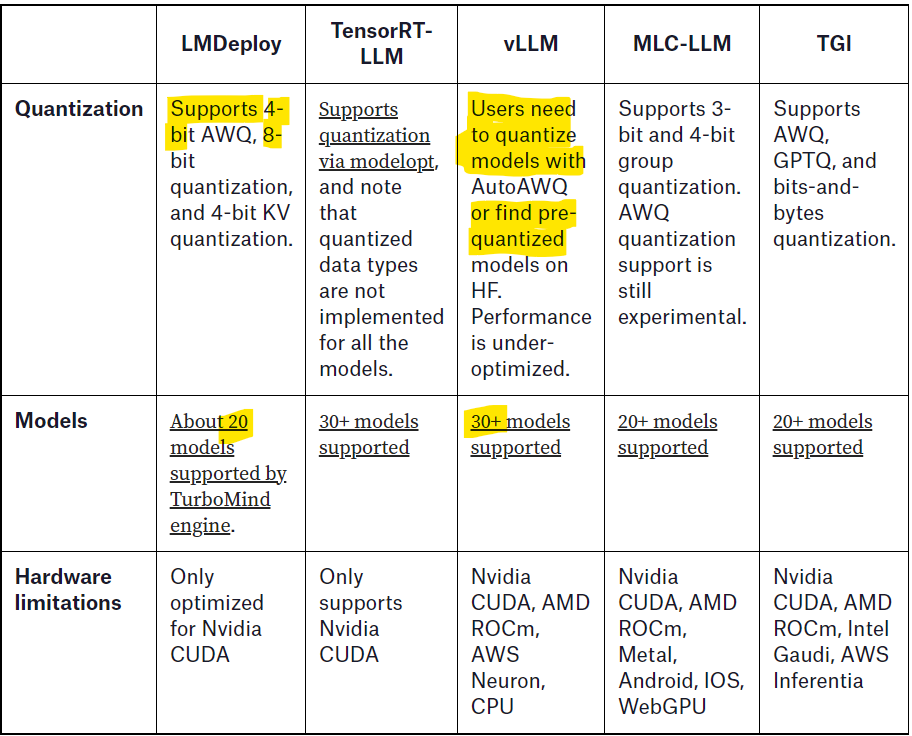 LMDeploy
TensorRT-
LLM
vLLM
MLC-LLM
TGI
Quantization
Supports 4-
bit AWQ, 8-
bit
quantization,
and 4-bit KV
quantization.
Supports
quantization
via modelopt,
and note
that
quantized
data types
are not
implemented
for all the
models.
Users need
to quantize
models with
AutoAWQ
or find pre-
quantized
models on
HF.
Performance
is under-
optimized.
Supports 3-
bit and 4-bit
group
quantization.
AWQ
quantization
support is
still
experimental.
Supports
AWQ,
GPTQ, and
bits-and-
bytes
quantization.
Models
About 20
models
supported by
TurboMind
engine.
30+ models
supported
30+ models
supported
20+ models
supported
20+ models
supported
Hardware
limitations
Only
optimized
for Nvidia
CUDA
Only
supports
Nvidia
CUDA
Nvidia
CUDA, AMD
ROCm,
AWS
Neuron,
CPU
Nvidia
CUDA, AMD
ROCm,
Metal,
Android, IOS,
WebGPU
Nvidia
CUDA, AMD
ROCm, Intel
Gaudi, AWS
Inferentia